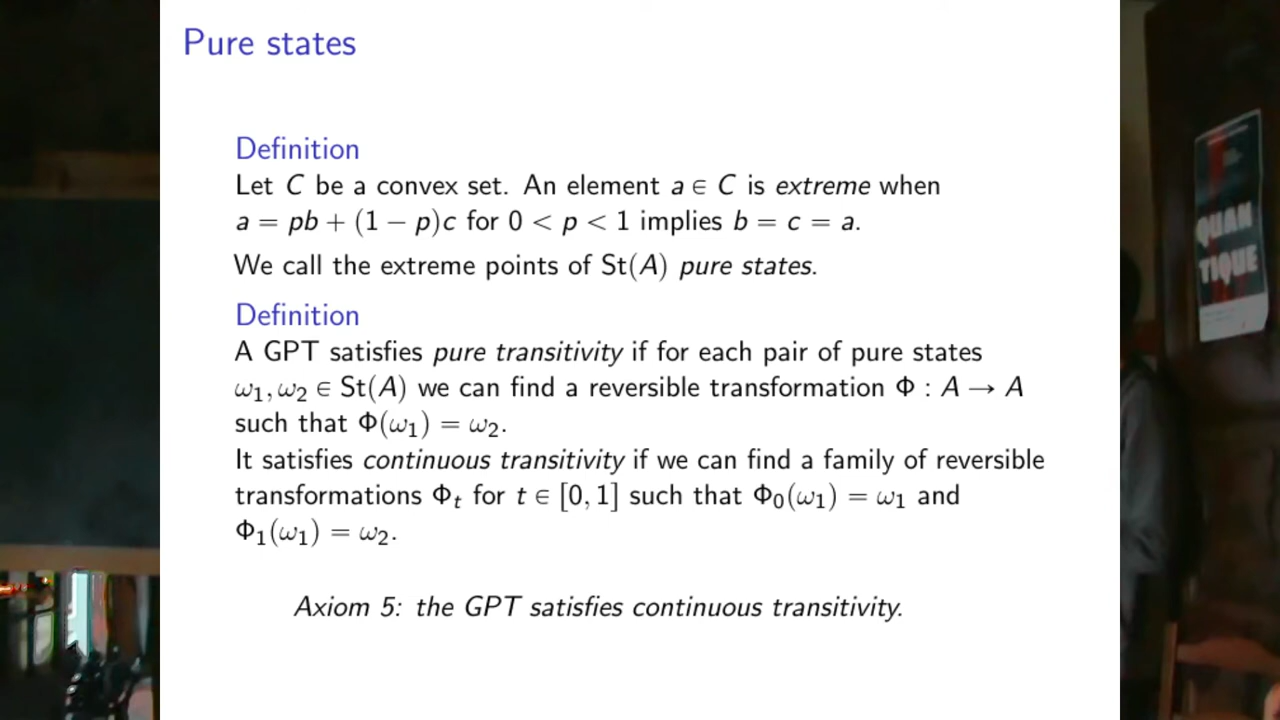 Pure states
Definition
Let C be a convex set. An element a ∈ C is extreme when
a = pb + (1 − p)c for 0 < p < 1 implies b = c = a.
We call the extreme points of St(A) pure states.
Definition
A GPT satisfies pure transitivity if for each pair of pure states
ω₁, ω₂ ∈ St(A) we can find a reversible transformation Φ : A → A
such that Φ(ω₁) = ω₂.
It satisfies continuous transitivity if we can find a family of reversible
transformations Φₜ for t ∈ [0, 1] such that Φ₀(ω₁) = ω₁ and
Φ₁(ω₁) = ω₂.
Axiom 5: the GPT satisfies continuous transitivity.
QUAN
TIQUE